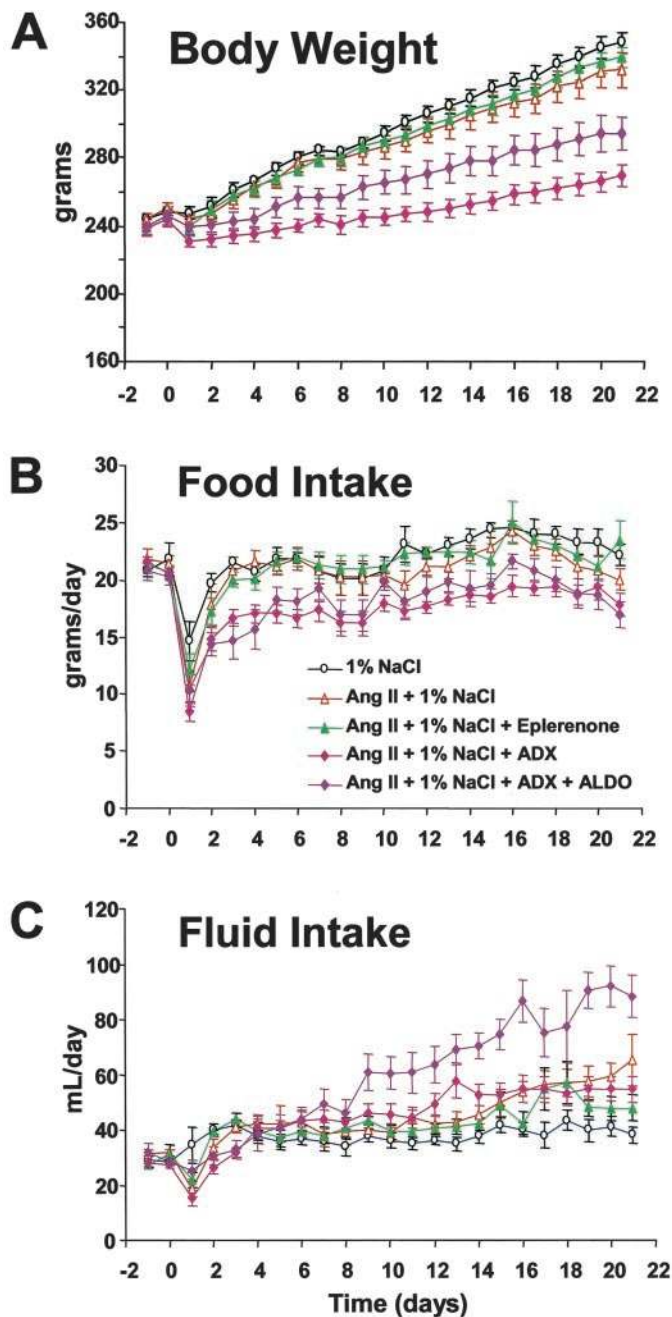 A
Body Weight
360
320
280
260
240
220
200
160
grams
-2 0 2 4 6 8 10 12 14 16 18 20 22
B
Food Intake
30
25
20
15
10
5
0
grams/day
1% NaCl
Ang II + 1% NaCl
Ang II + 1% NaCl + Eplerenone
Ang II + 1% NaCl + ADX
Ang II + 1% NaCl + ADX + ALDO
-2 0 2 4 6 8 10 12 14 16 18 20 22
C
Fluid Intake
120
100
80
60
40
20
0
mL/day
-2 0 2 4 6 8 10 12 14 16 18 20 22
Time (days)